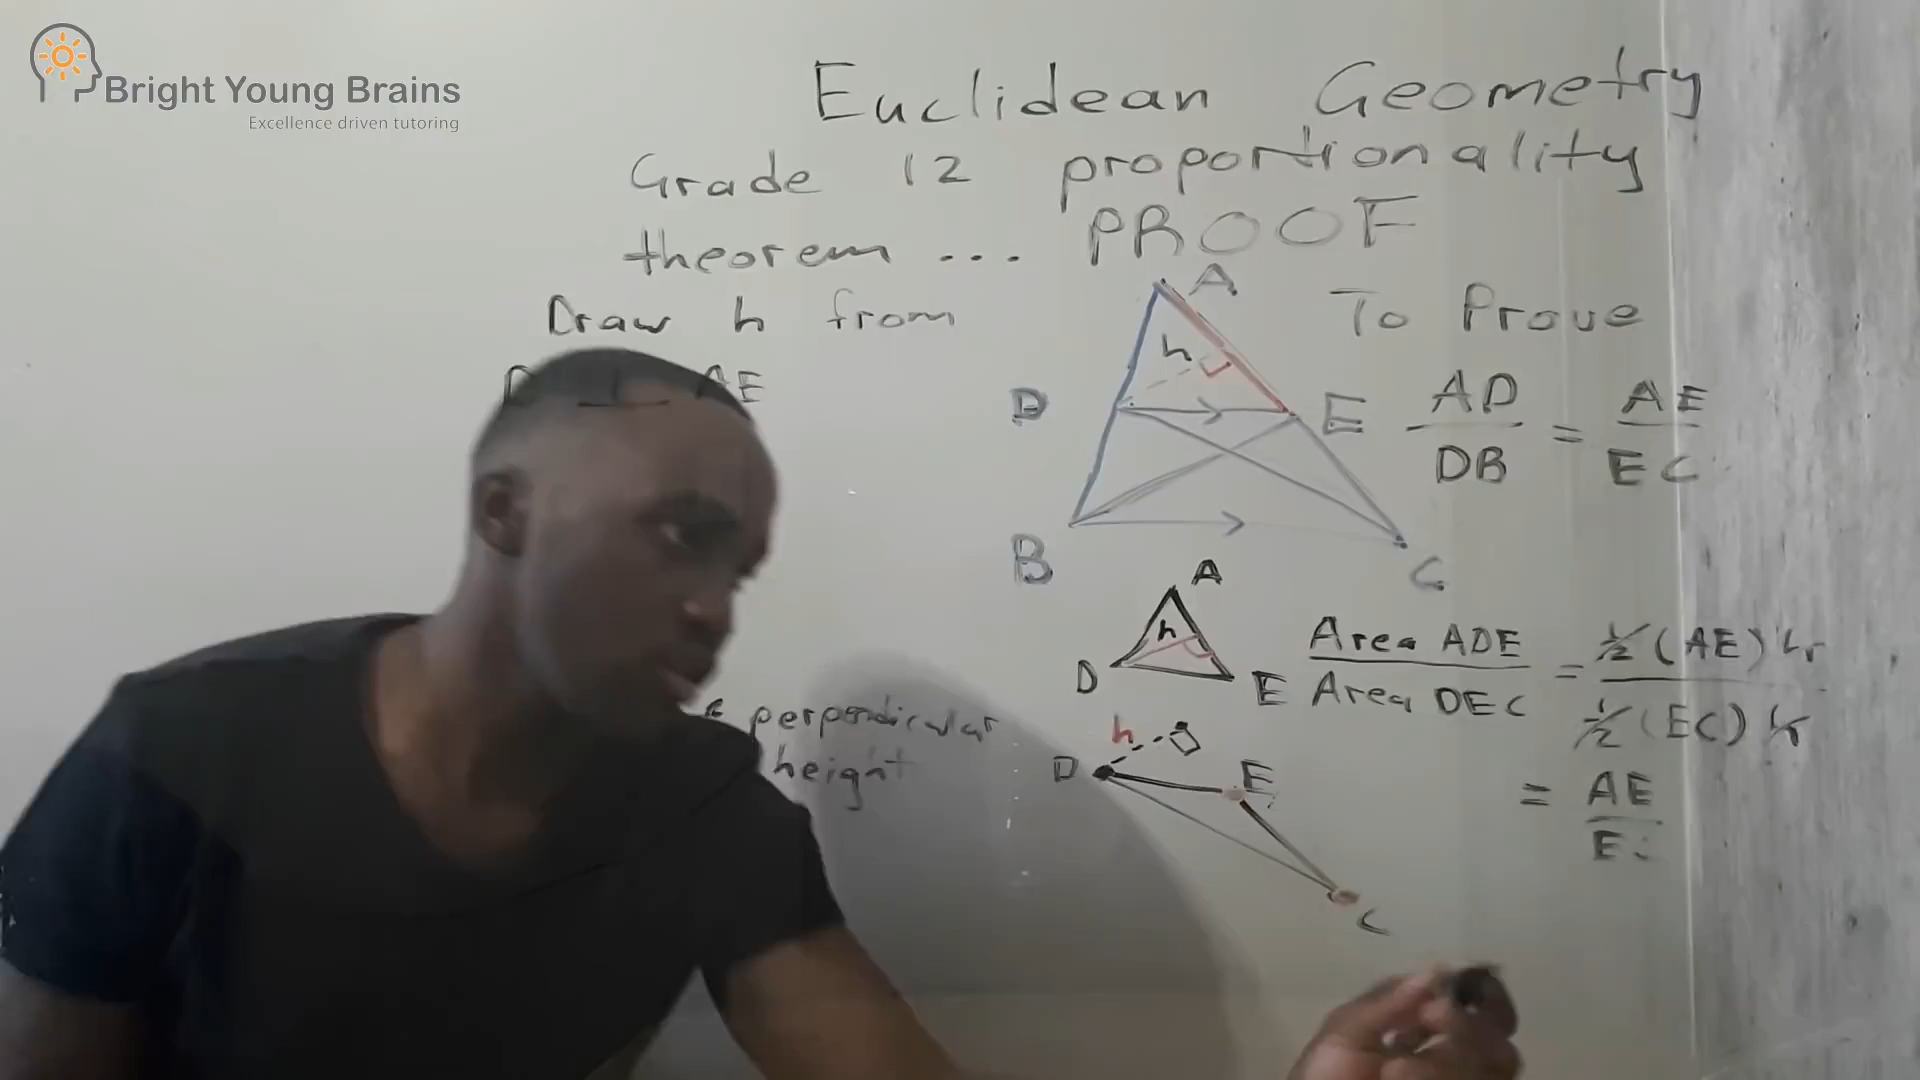 Bright Young Brains
Excellence driven tutoring
Euclidean Geometry
Grade 12 proportionality
theorem ... PROOF
Draw h from
D ⊥ AE
To Prove
AD/DB = AE/EC
A
h
D
E
B
C
A
h
D
E
Area ADE/Area DEC = ½(AE)h/½(EC)h
= AE/E
perpendicular
height
h
D
E
C